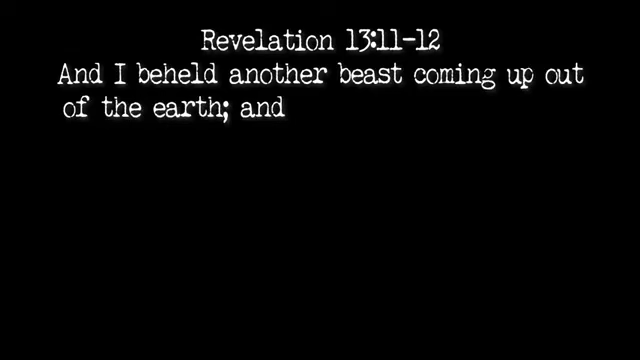 Revelation 13:11-12
And I beheld another beast coming up out
of the earth; and